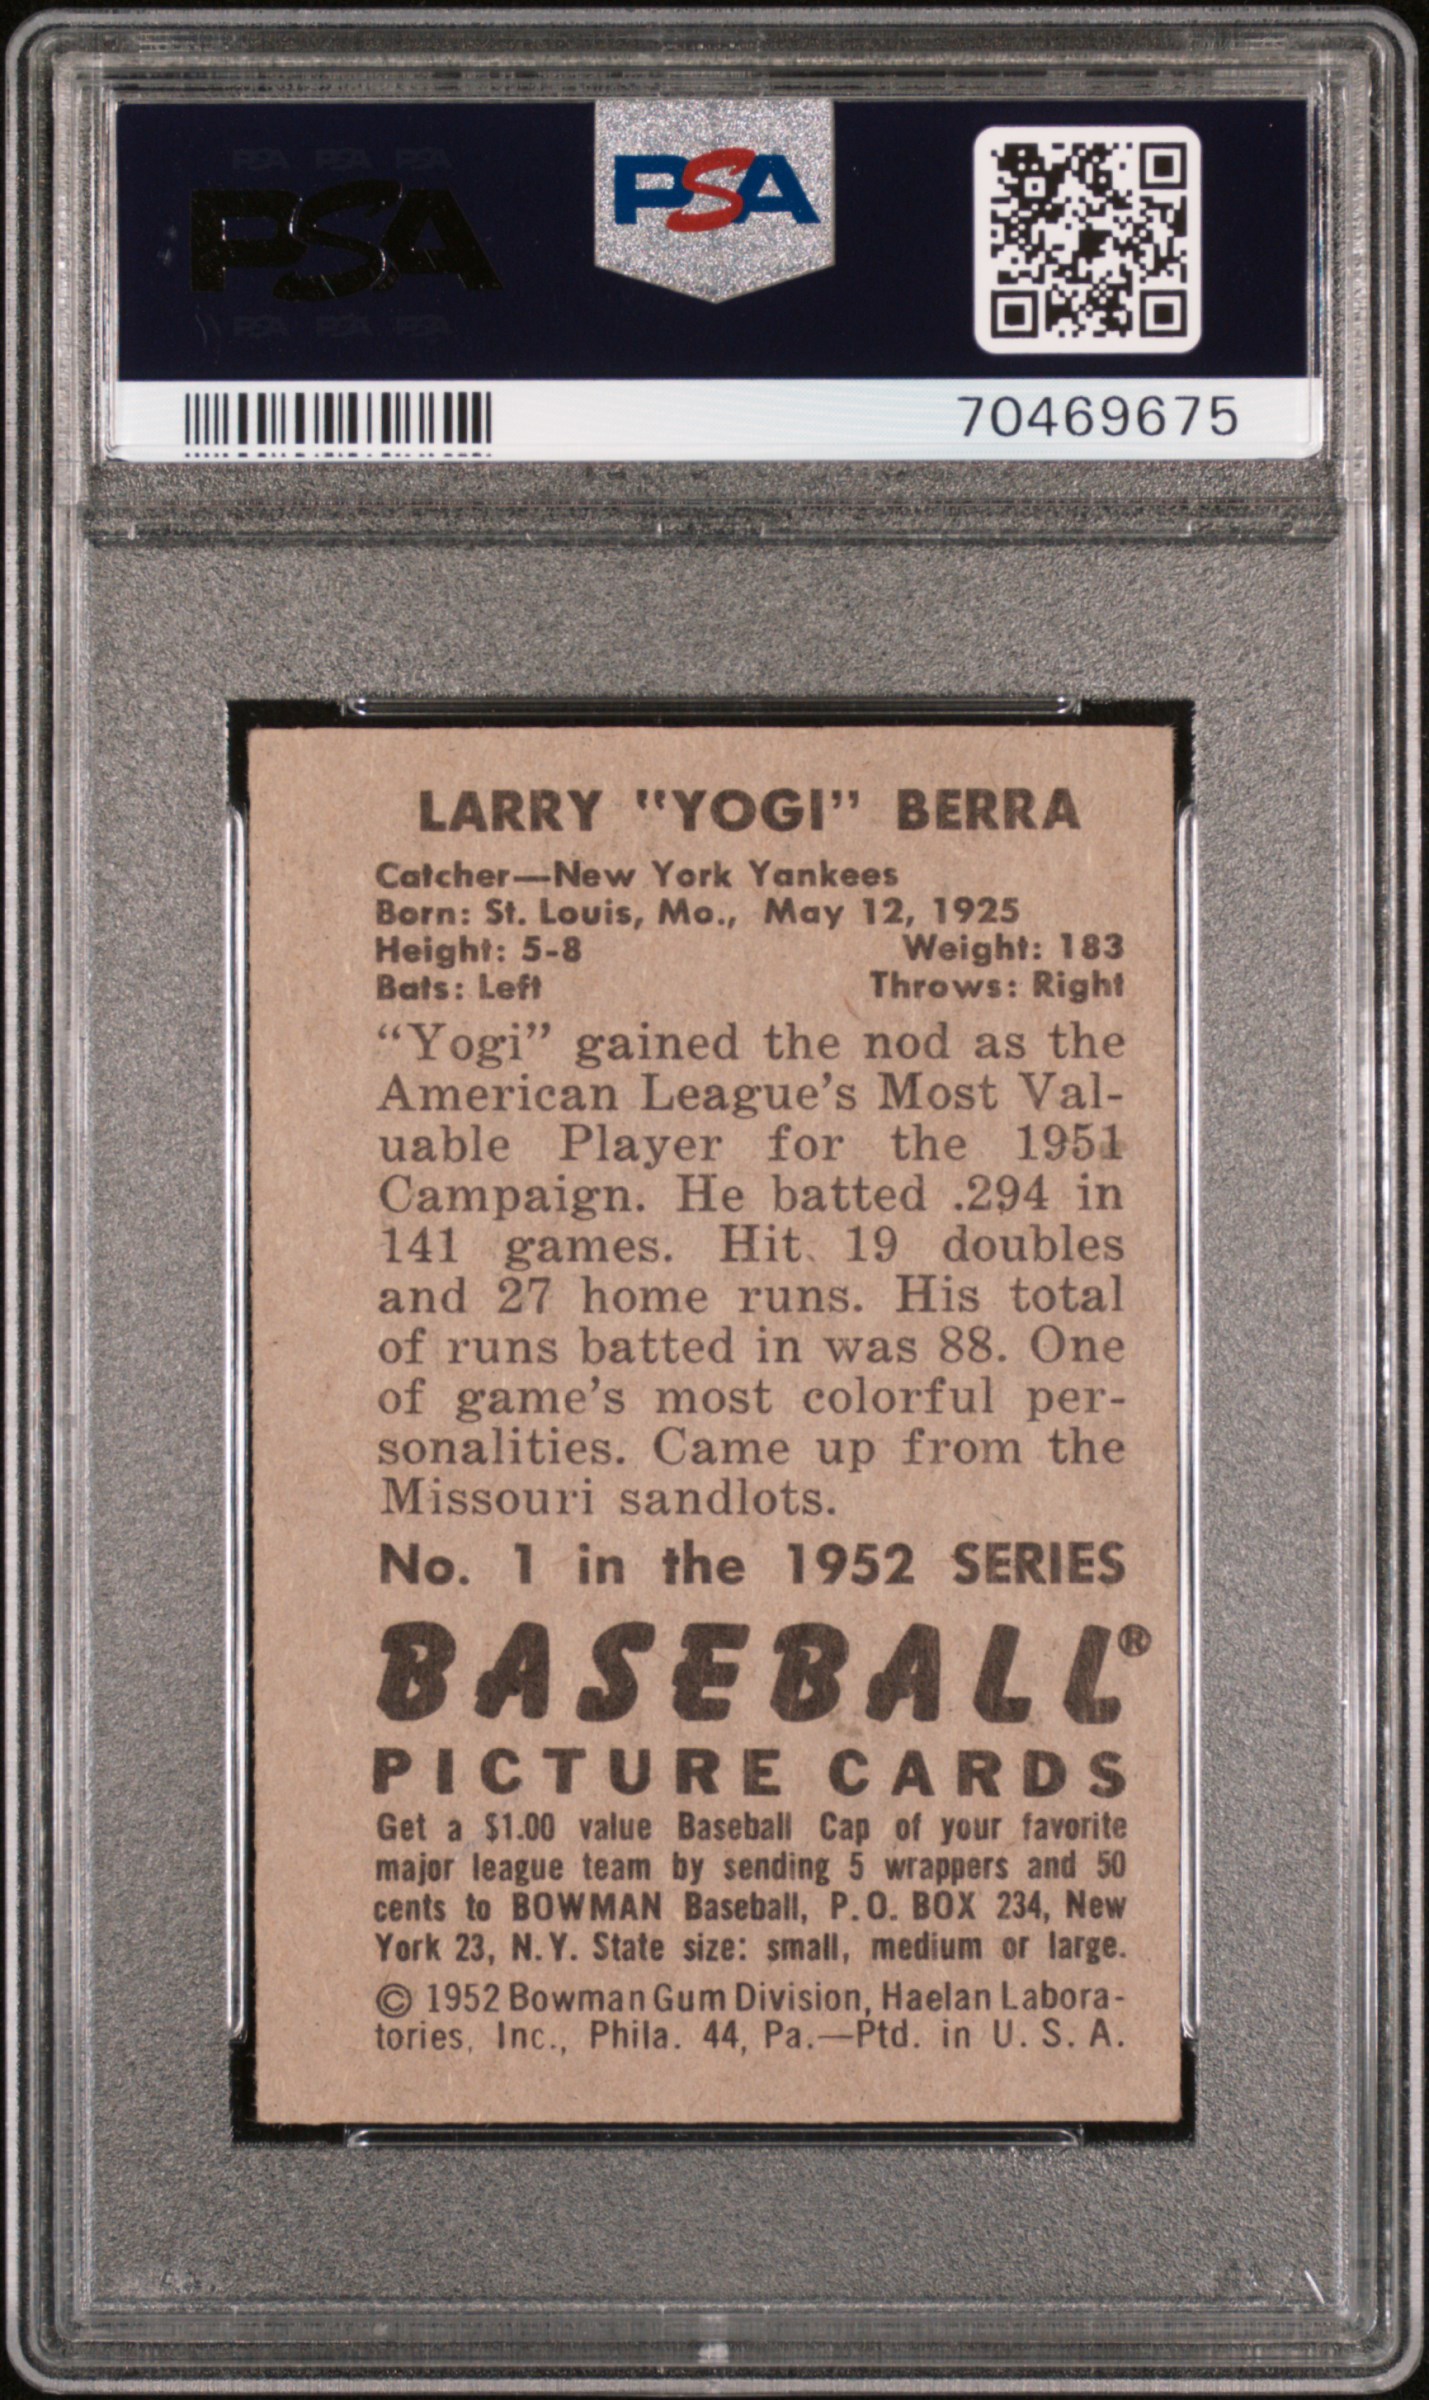 PSA PSA PSA
PSA
PSA PSA PSA
PSA
70469675
LARRY "YOGI" BERRA
Catcher—New York Yankees
Born: St. Louis, Mo., May 12, 1925
Height: 5-8 Weight: 183
Bats: Left Throws: Right
"Yogi" gained the nod as the
American League's Most Val-
uable Player for the 1951
Campaign. He batted .294 in
141 games. Hit 19 doubles
and 27 home runs. His total
of runs batted in was 88. One
of game's most colorful per-
sonalities. Came up from the
Missouri sandlots.
No. 1 in the 1952 SERIES
BASEBALL®
PICTURE CARDS
Get a $1.00 value Baseball Cap of your favorite
major league team by sending 5 wrappers and 50
cents to BOWMAN Baseball, P.O. BOX 234, New
York 23, N.Y. State size: small, medium or large.
© 1952 Bowman Gum Division, Haelan Labora-
tories, Inc., Phila. 44, Pa.—Ptd. in U. S. A.